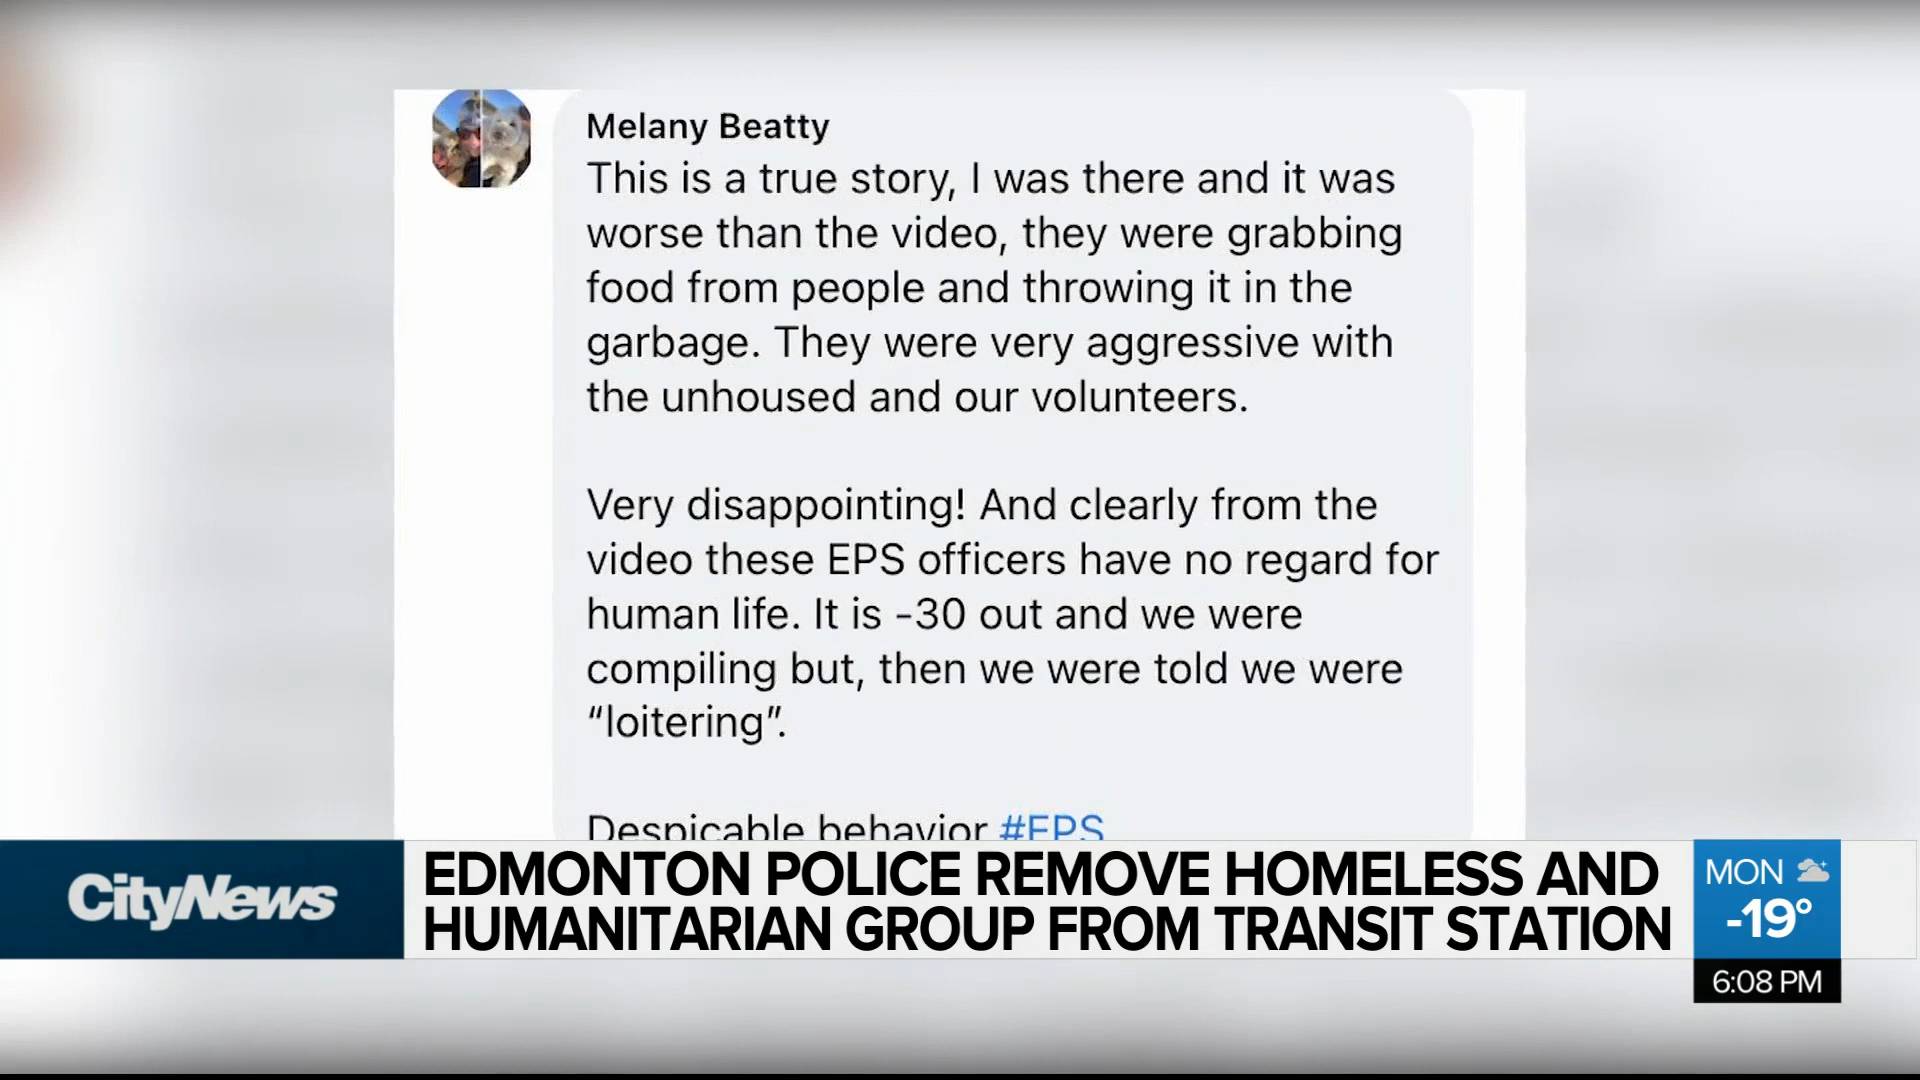 Melany Beatty
This is a true story, I was there and it was
worse than the video, they were grabbing
food from people and throwing it in the
garbage. They were very aggressive with
the unhoused and our volunteers.
Very disappointing! And clearly from the
video these EPS officers have no regard for
human life. It is -30 out and we were
compiling but, then we were told we were
“loitering”.
Despicable behavior #EPS
CityNews
EDMONTON POLICE REMOVE HOMELESS AND
HUMANITARIAN GROUP FROM TRANSIT STATION
MON
-19°
6:08 PM